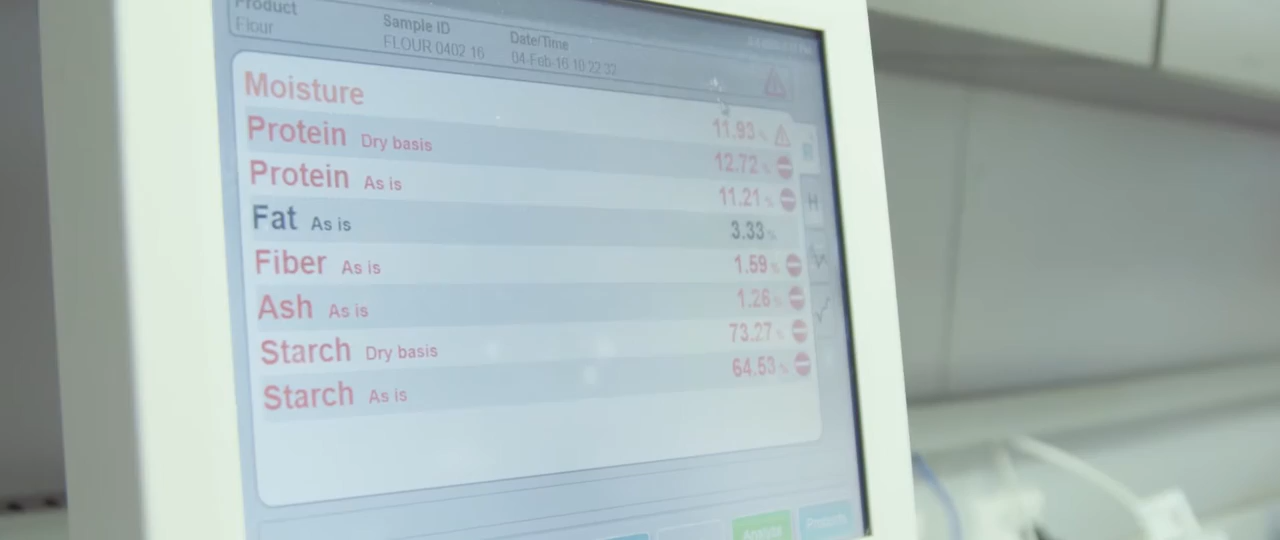 Product
Flour
Sample ID
FLOUR 0402 16
Date/Time
04-Feb-16 10 22 32
Moisture 11.93 %
Protein Dry basis 12.72 %
Protein As is 11.21 %
Fat As is 3.33 %
Fiber As is 1.59 %
Ash As is 1.26 %
Starch Dry basis 73.27 %
Starch As is 64.53 %
H
Analyse
Products